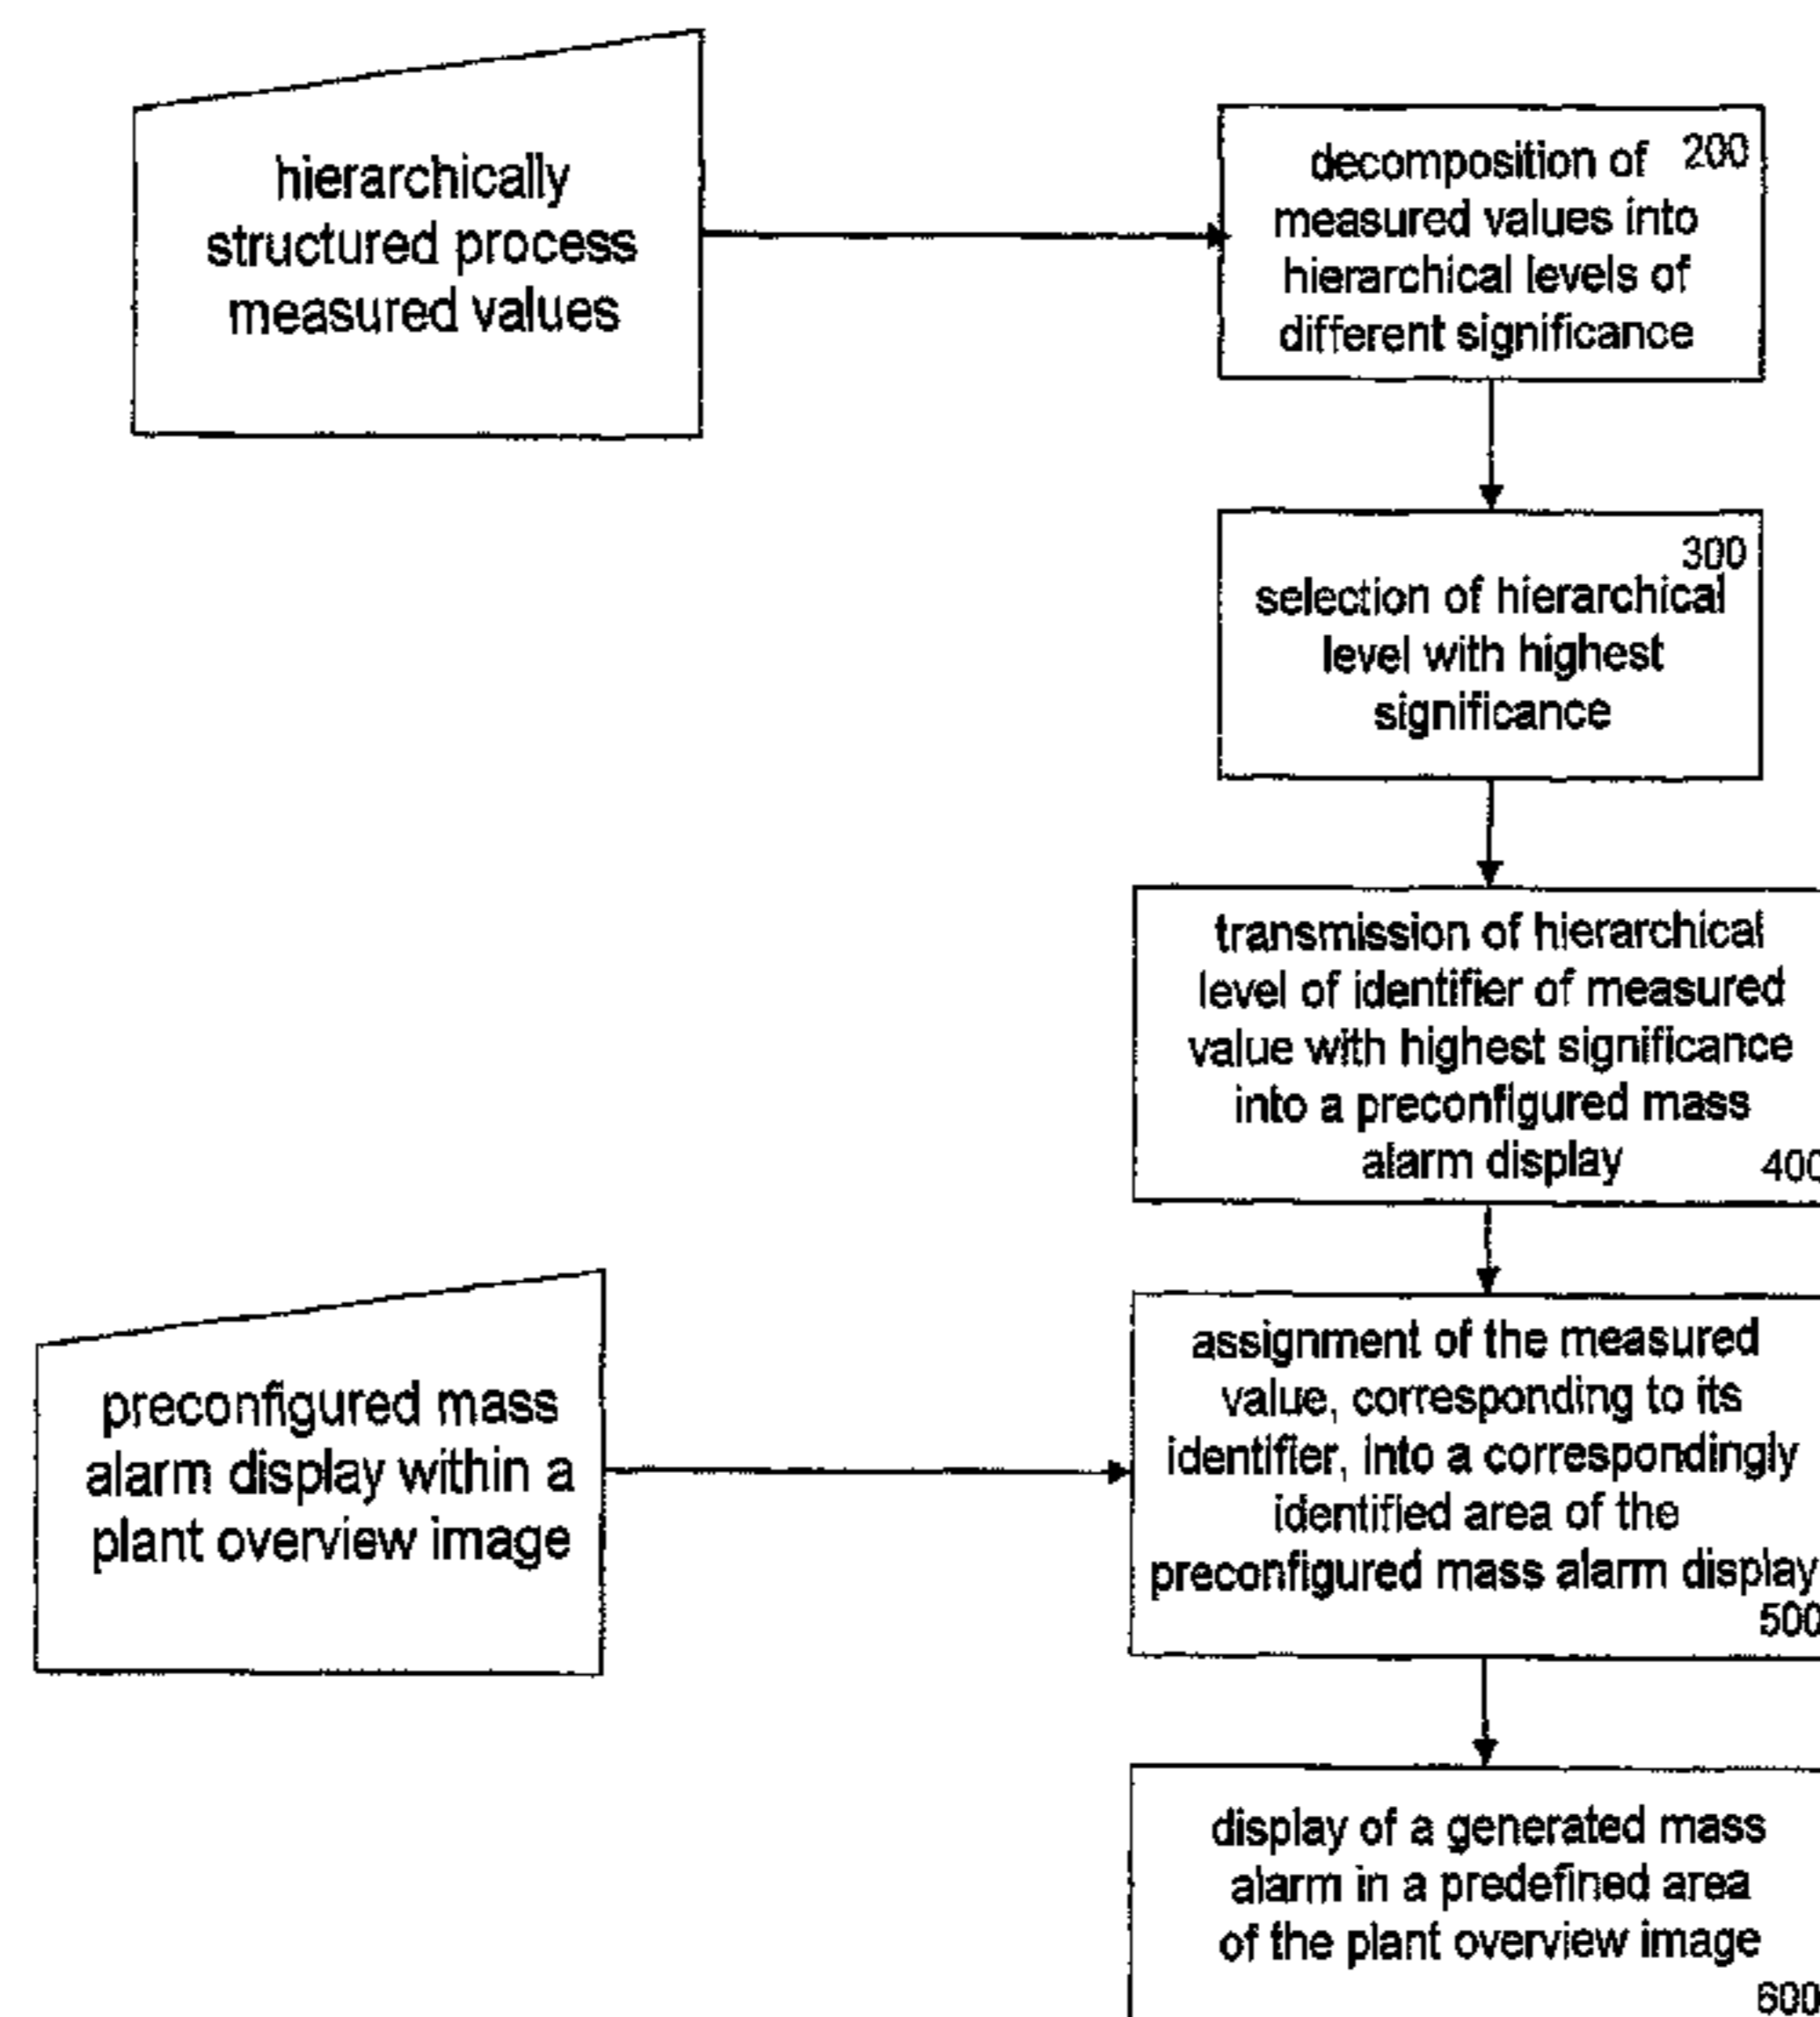 hierarchically
structured process
measured values
decomposition of 200
measured values into
hierarchical levels of
different significance
300
selection of hierarchical
level with highest
significance
transmission of hierarchical
level of identifier of measured
value with highest significance
into a preconfigured mass
alarm display 400
preconfigured mass
alarm display within a
plant overview image
assignment of the measured
value, corresponding to its
identifier, into a correspondingly
identified area of the
preconfigured mass alarm display
500
display of a generated mass
alarm in a predefined area
of the plant overview image
600